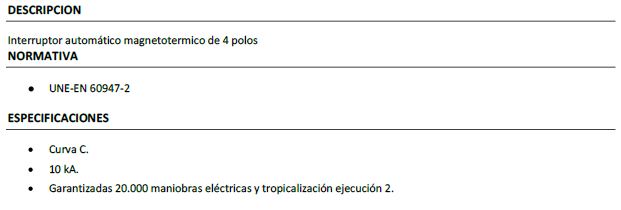 DESCRIPCION
Interruptor automático magnetotermico de 4 polos
NORMATIVA
● UNE-EN 60947-2
ESPECIFICACIONES
• Curva C.
• 10 kA.
• Garantizadas 20.000 maniobras eléctricas y tropicalización ejecución 2.